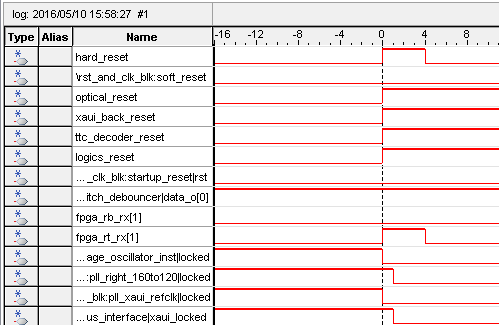 log: 2016/05/10 15:58:27 #1
Type Alias Name -16 -12 -8 -4 0 4 8
hard_reset
\rst_and_clk_blk:soft_reset
optical_reset
xaui_back_reset
ttc_decoder_reset
logics_reset
..._clk_blk:startup_reset|rst
...itch_debouncer|data_o[0]
fpga_rb_rx[1]
fpga_rt_rx[1]
...age_oscillator_inst|locked
...:pll_right_160to120|locked
..._blk:pll_xaui_refclk|locked
...us_interface|xaui_locked